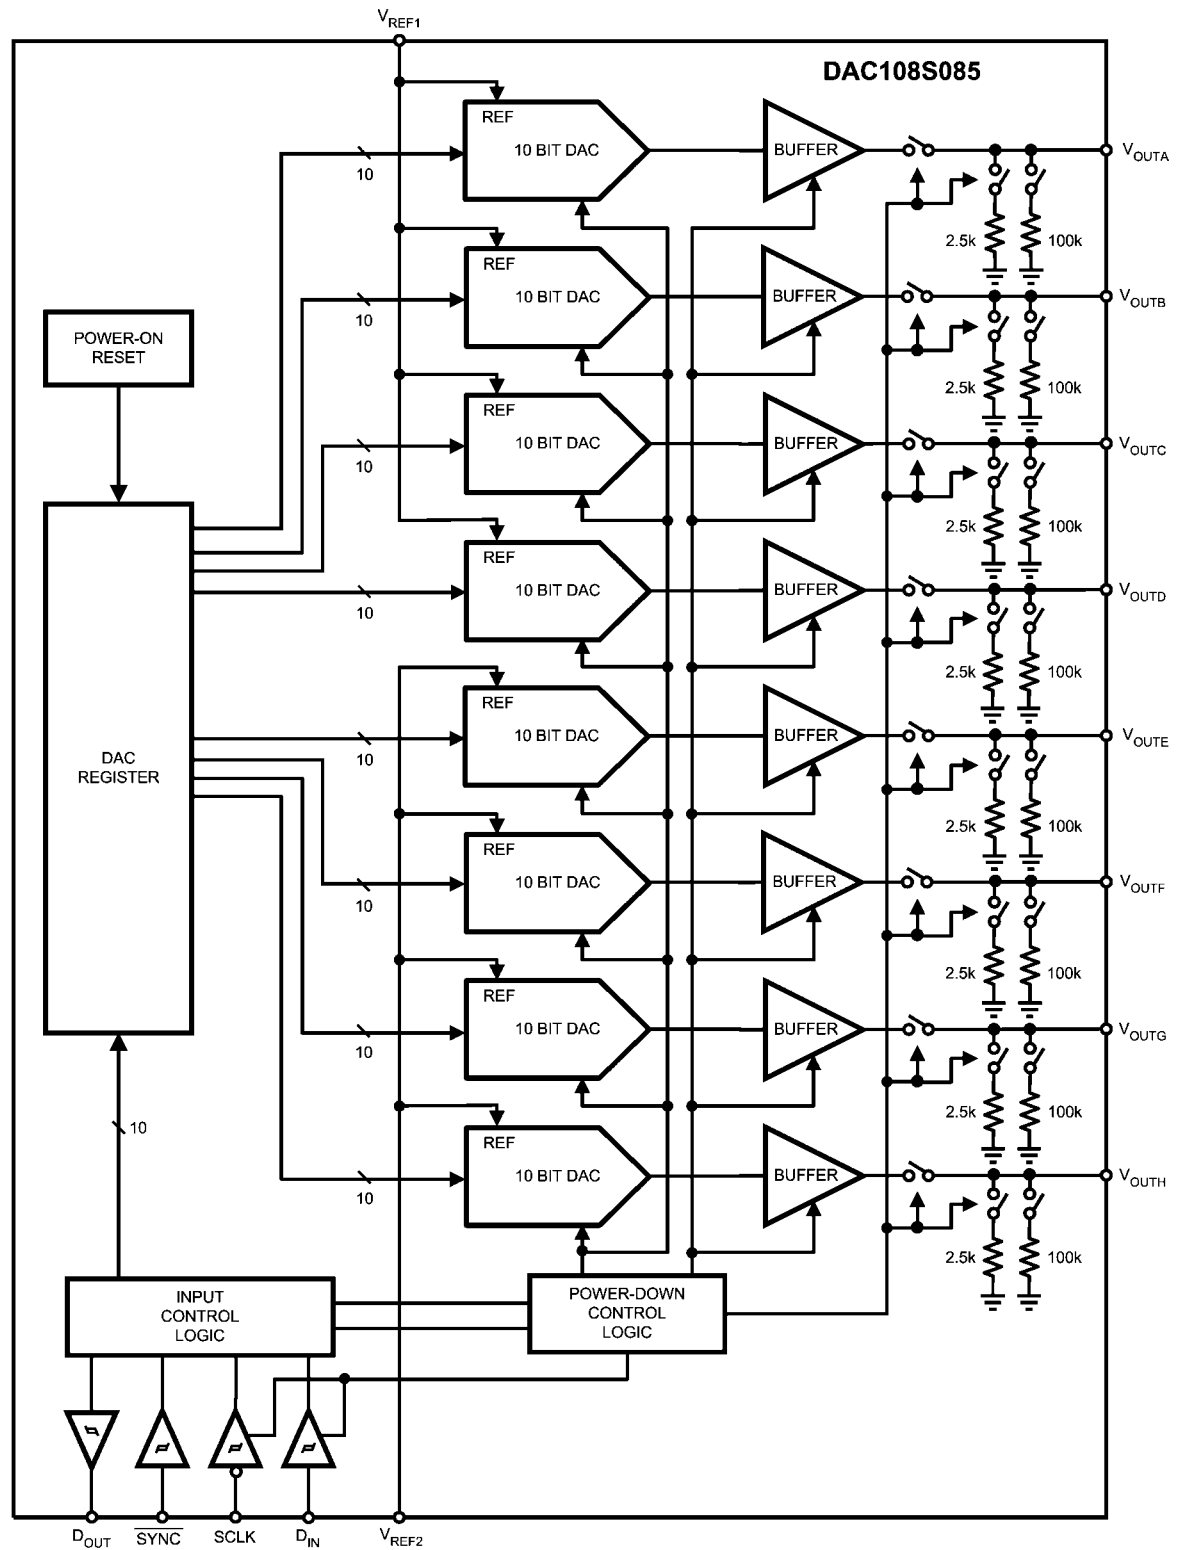 VREF1
DAC108S085
REF
10 BIT DAC
BUFFER
VOUTA
10
2.5k
100k
REF
10 BIT DAC
BUFFER
VOUTB
10
2.5k
100k
POWER-ON
RESET
REF
10 BIT DAC
BUFFER
VOUTC
10
2.5k
100k
REF
10 BIT DAC
BUFFER
VOUTD
10
2.5k
100k
REF
10 BIT DAC
BUFFER
VOUTE
10
DAC
REGISTER
2.5k
100k
REF
10 BIT DAC
BUFFER
VOUTF
10
2.5k
100k
REF
10 BIT DAC
BUFFER
VOUTG
10
2.5k
100k
10
REF
10 BIT DAC
BUFFER
VOUTH
10
2.5k
100k
INPUT
CONTROL
LOGIC
POWER-DOWN
CONTROL
LOGIC
DOUT
SYNC
SCLK
DIN
VREF2